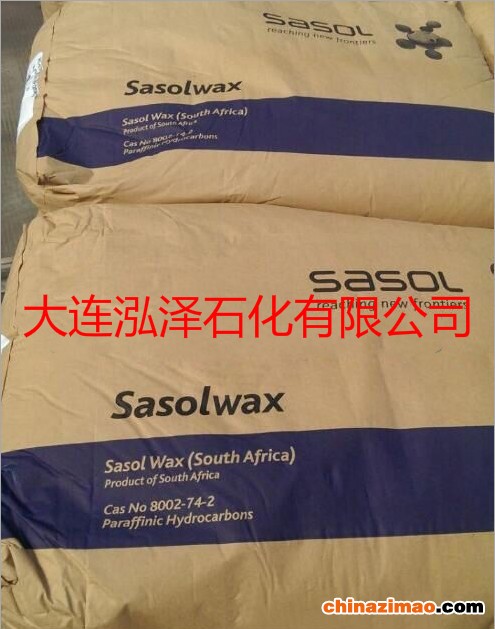 sasol
reaching new frontiers
Sasolwax
Sasol Wax (South Africa)
Product of South Africa
Cas No 8002-74-2
Paraffinic Hydrocarbons
sasol
reaching new frontiers
大连泓泽石化有限公司
Sasolwax
Sasol Wax (South Africa)
Product of South Africa
Cas No 8002-74-2
Paraffinic Hydrocarbons
chinazimao.com